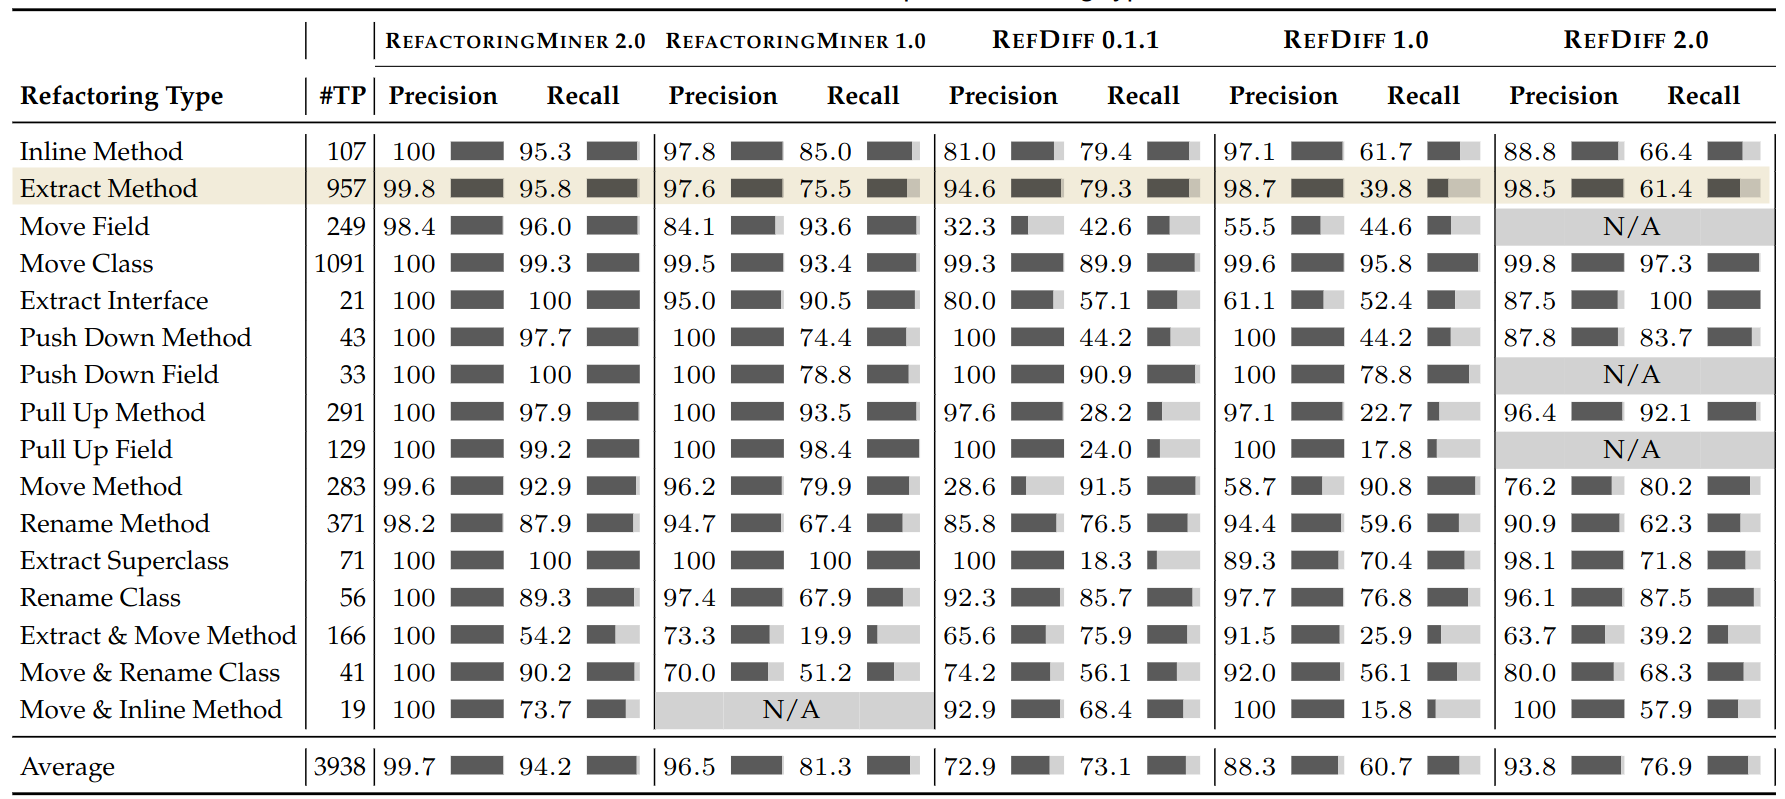 REFACTORINGMINER 2.0 REFACTORINGMINER 1.0 REFDIFF 0.1.1 REFDIFF 1.0 REFDIFF 2.0
Refactoring Type #TP Precision Recall Precision Recall Precision Recall Precision Recall Precision Recall
Inline Method 107 100 95.3 97.8 85.0 81.0 79.4 97.1 61.7 88.8 66.4
Extract Method 957 99.8 95.8 97.6 75.5 94.6 79.3 98.7 39.8 98.5 61.4
Move Field 249 98.4 96.0 84.1 93.6 32.3 42.6 55.5 44.6 N/A
Move Class 1091 100 99.3 99.5 93.4 99.3 89.9 99.6 95.8 99.8 97.3
Extract Interface 21 100 100 95.0 90.5 80.0 57.1 61.1 52.4 87.5 100
Push Down Method 43 100 97.7 100 74.4 100 44.2 100 44.2 87.8 83.7
Push Down Field 33 100 100 100 78.8 100 90.9 100 78.8 N/A
Pull Up Method 291 100 97.9 100 93.5 97.6 28.2 97.1 22.7 96.4 92.1
Pull Up Field 129 100 99.2 100 98.4 100 24.0 100 17.8 N/A
Move Method 283 99.6 92.9 96.2 79.9 28.6 91.5 58.7 90.8 76.2 80.2
Rename Method 371 98.2 87.9 94.7 67.4 85.8 76.5 94.4 59.6 90.9 62.3
Extract Superclass 71 100 100 100 100 100 18.3 89.3 70.4 98.1 71.8
Rename Class 56 100 89.3 97.4 67.9 92.3 85.7 97.7 76.8 96.1 87.5
Extract & Move Method 166 100 54.2 73.3 19.9 65.6 75.9 91.5 25.9 63.7 39.2
Move & Rename Class 41 100 90.2 70.0 51.2 74.2 56.1 92.0 56.1 80.0 68.3
Move & Inline Method 19 100 73.7 N/A 92.9 68.4 100 15.8 100 57.9
Average 3938 99.7 94.2 96.5 81.3 72.9 73.1 88.3 60.7 93.8 76.9